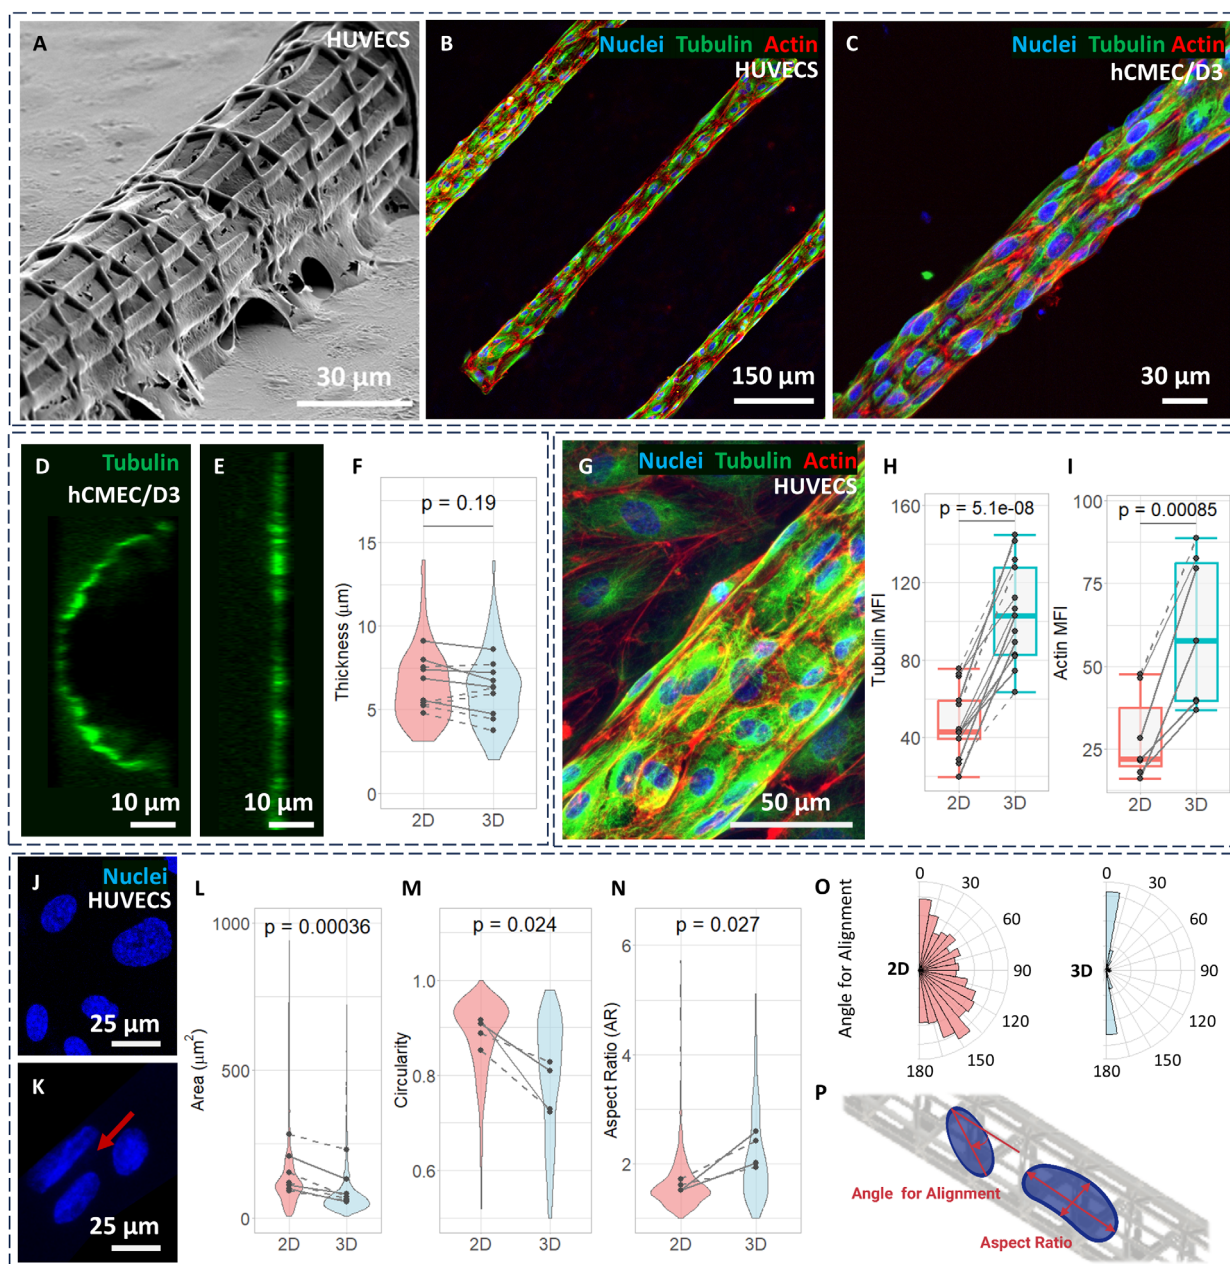 A
HUVECS
30 µm
B
Nuclei Tubulin Actin
HUVECS
150 µm
C
Nuclei Tubulin Actin
hCMEC/D3
30 µm
D
Tubulin
hCMEC/D3
10 µm
E
10 µm
F
p = 0.19
Thickness (µm)
15
10
5
0
2D 3D
G
Nuclei Tubulin Actin
HUVECS
50 µm
H
p = 5.1e-08
Tubulin MFI
160
120
80
40
2D 3D
I
p = 0.00085
Actin MFI
100
75
50
25
2D 3D
J
Nuclei
HUVECS
25 µm
K
25 µm
L
p = 0.00036
Area (µm²)
1000
500
0
2D 3D
M
p = 0.024
Circularity
1.0
0.8
0.6
2D 3D
N
p = 0.027
Aspect Ratio (AR)
6
4
2
2D 3D
O
Angle for Alignment
2D
0
30
60
90
120
150
180
3D
0
30
60
90
120
150
180
P
Angle for Alignment
Aspect Ratio